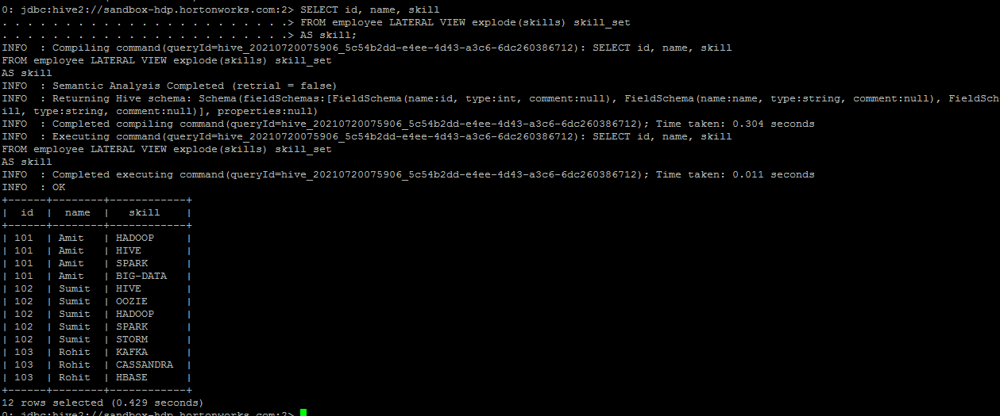 0: jdbc:hive2://sandbox-hdp.hortonworks.com:2> SELECT id, name, skill
. . . . . . . . . . . . . . . . . . . . . . .> FROM employee LATERAL VIEW explode(skills) skill_set
. . . . . . . . . . . . . . . . . . . . . . .> AS skill;
INFO  : Compiling command(queryId=hive_20210720075906_5c54b2dd-e4ee-4d43-a3c6-6dc260386712): SELECT id, name, skill
FROM employee LATERAL VIEW explode(skills) skill_set
AS skill
INFO  : Semantic Analysis Completed (retrial = false)
INFO  : Returning Hive schema: Schema(fieldSchemas:[FieldSchema(name:id, type:int, comment:null), FieldSchema(name:name, type:string, comment:null), FieldSch
ill, type:string, comment:null)], properties:null)
INFO  : Completed compiling command(queryId=hive_20210720075906_5c54b2dd-e4ee-4d43-a3c6-6dc260386712); Time taken: 0.304 seconds
INFO  : Executing command(queryId=hive_20210720075906_5c54b2dd-e4ee-4d43-a3c6-6dc260386712): SELECT id, name, skill
FROM employee LATERAL VIEW explode(skills) skill_set
AS skill
INFO  : Completed executing command(queryId=hive_20210720075906_5c54b2dd-e4ee-4d43-a3c6-6dc260386712); Time taken: 0.011 seconds
INFO  : OK
+------+--------+------------+
|  id  |  name  |   skill    |
+------+--------+------------+
| 101  | Amit   | HADOOP     |
| 101  | Amit   | HIVE       |
| 101  | Amit   | SPARK      |
| 101  | Amit   | BIG-DATA   |
| 102  | Sumit  | HIVE       |
| 102  | Sumit  | OOZIE      |
| 102  | Sumit  | HADOOP     |
| 102  | Sumit  | SPARK      |
| 102  | Sumit  | STORM      |
| 103  | Rohit  | KAFKA      |
| 103  | Rohit  | CASSANDRA  |
| 103  | Rohit  | HBASE      |
+------+--------+------------+
12 rows selected (0.429 seconds)
0: jdbc:hive2://sandbox-hdp.hortonworks.com:2>